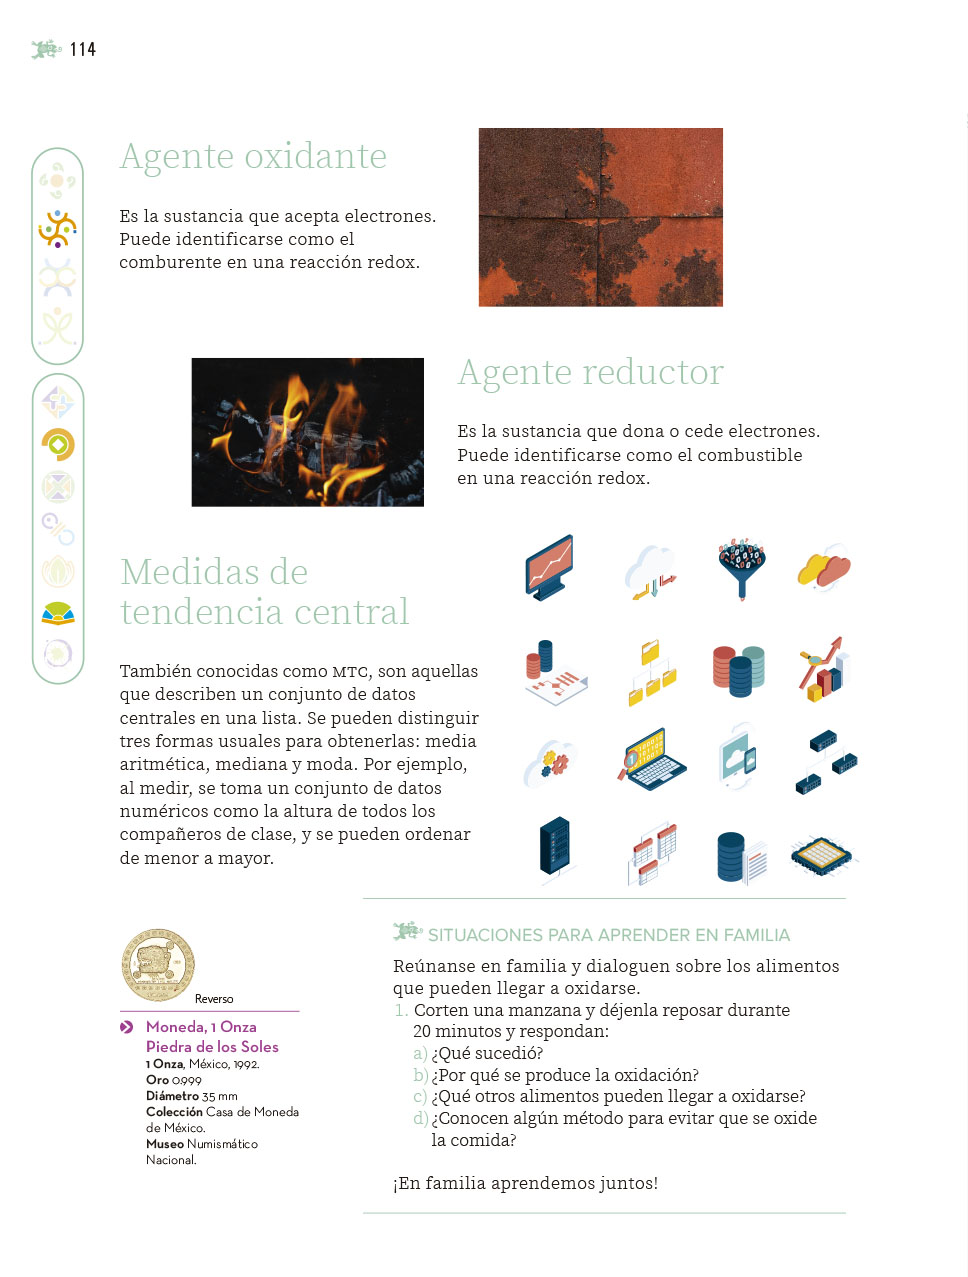 114
Agente oxidante
Es la sustancia que acepta electrones.
Puede identificarse como el
comburente en una reacción redox.
Agente reductor
Es la sustancia que dona o cede electrones.
Puede identificarse como el combustible
en una reacción redox.
Medidas de
tendencia central
También conocidas como MTC, son aquellas
que describen un conjunto de datos
centrales en una lista. Se pueden distinguir
tres formas usuales para obtenerlas: media
aritmética, mediana y moda. Por ejemplo,
al medir, se toma un conjunto de datos
numéricos como la altura de todos los
compañeros de clase, y se pueden ordenar
de menor a mayor.
Reverso
Moneda, 1 Onza
Piedra de los Soles
1 Onza, México, 1992.
Oro 0.999
Diámetro 35 mm
Colección Casa de Moneda
de México.
Museo Numismático
Nacional.
SITUACIONES PARA APRENDER EN FAMILIA
Reúnanse en familia y dialoguen sobre los alimentos
que pueden llegar a oxidarse.
1. Corten una manzana y déjenla reposar durante
20 minutos y respondan:
a) ¿Qué sucedió?
b) ¿Por qué se produce la oxidación?
c) ¿Qué otros alimentos pueden llegar a oxidarse?
d) ¿Conocen algún método para evitar que se oxide
la comida?
¡En familia aprendemos juntos!